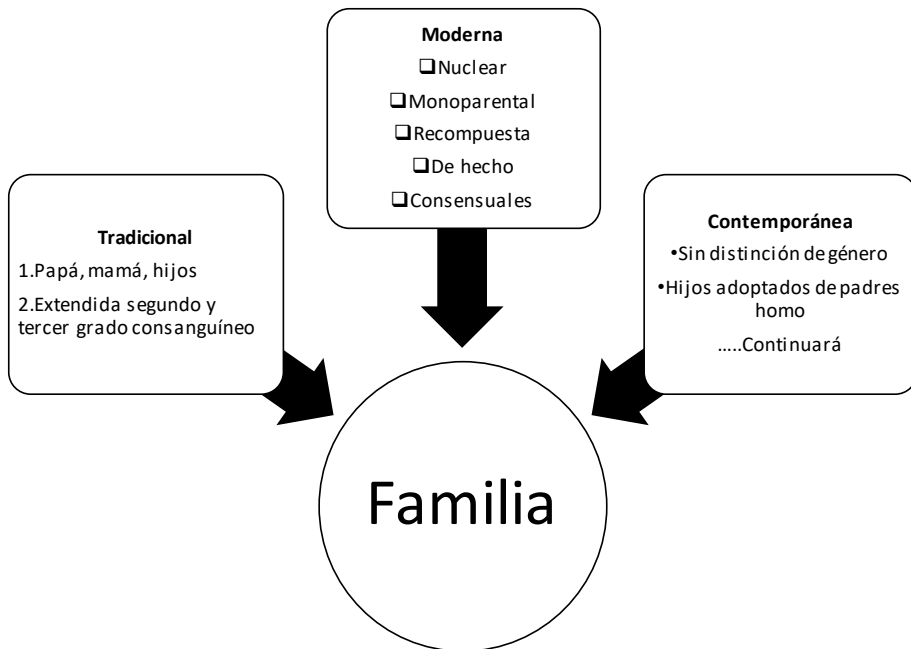 Moderna
❑Nuclear
❑Monoparental
❑Recompuesta
❑De hecho
❑Consensuales
Tradicional
1.Papá, mamá, hijos
2.Extendida segundo y
tercer grado consanguíneo
Contemporánea
•Sin distinción de género
•Hijos adoptados de padres
homo
.....Continuará
Familia